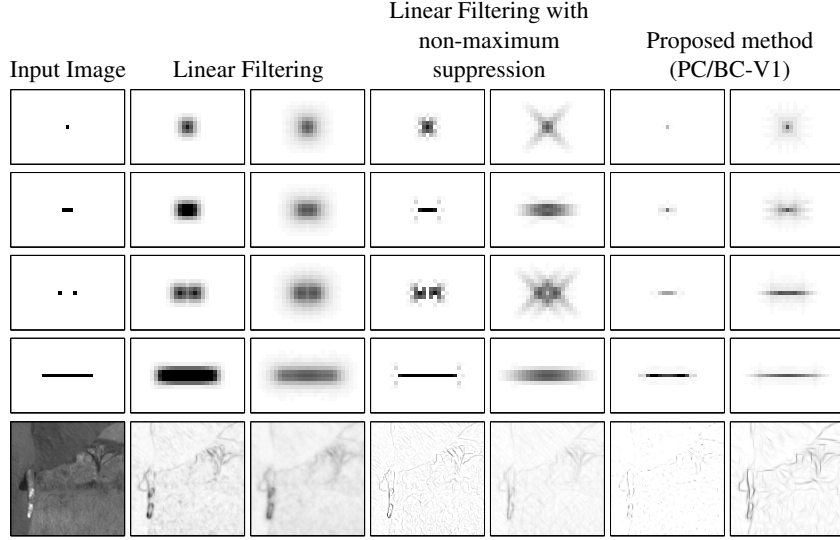 Input Image
Linear Filtering
Linear Filtering with
non-maximum
suppression
Proposed method
(PC/BC-V1)